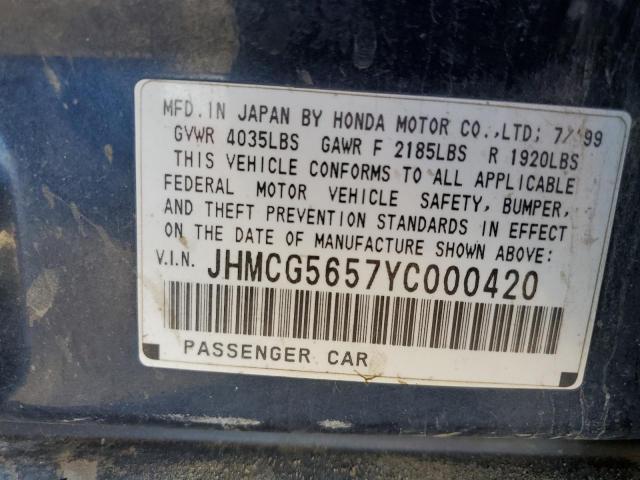 MFD. IN JAPAN BY HONDA MOTOR CO.,LTD; 7/'99
GVWR 4035LBS GAWR F 2185LBS R 1920LBS
THIS VEHICLE CONFORMS TO ALL APPLICABLE
FEDERAL MOTOR VEHICLE SAFETY, BUMPER,
AND THEFT PREVENTION STANDARDS IN EFFECT
ON THE DATE OF MANUFACTURE SHOWN ABOVE:
V.I.N. JHMCG5657YC000420
PASSENGER CAR